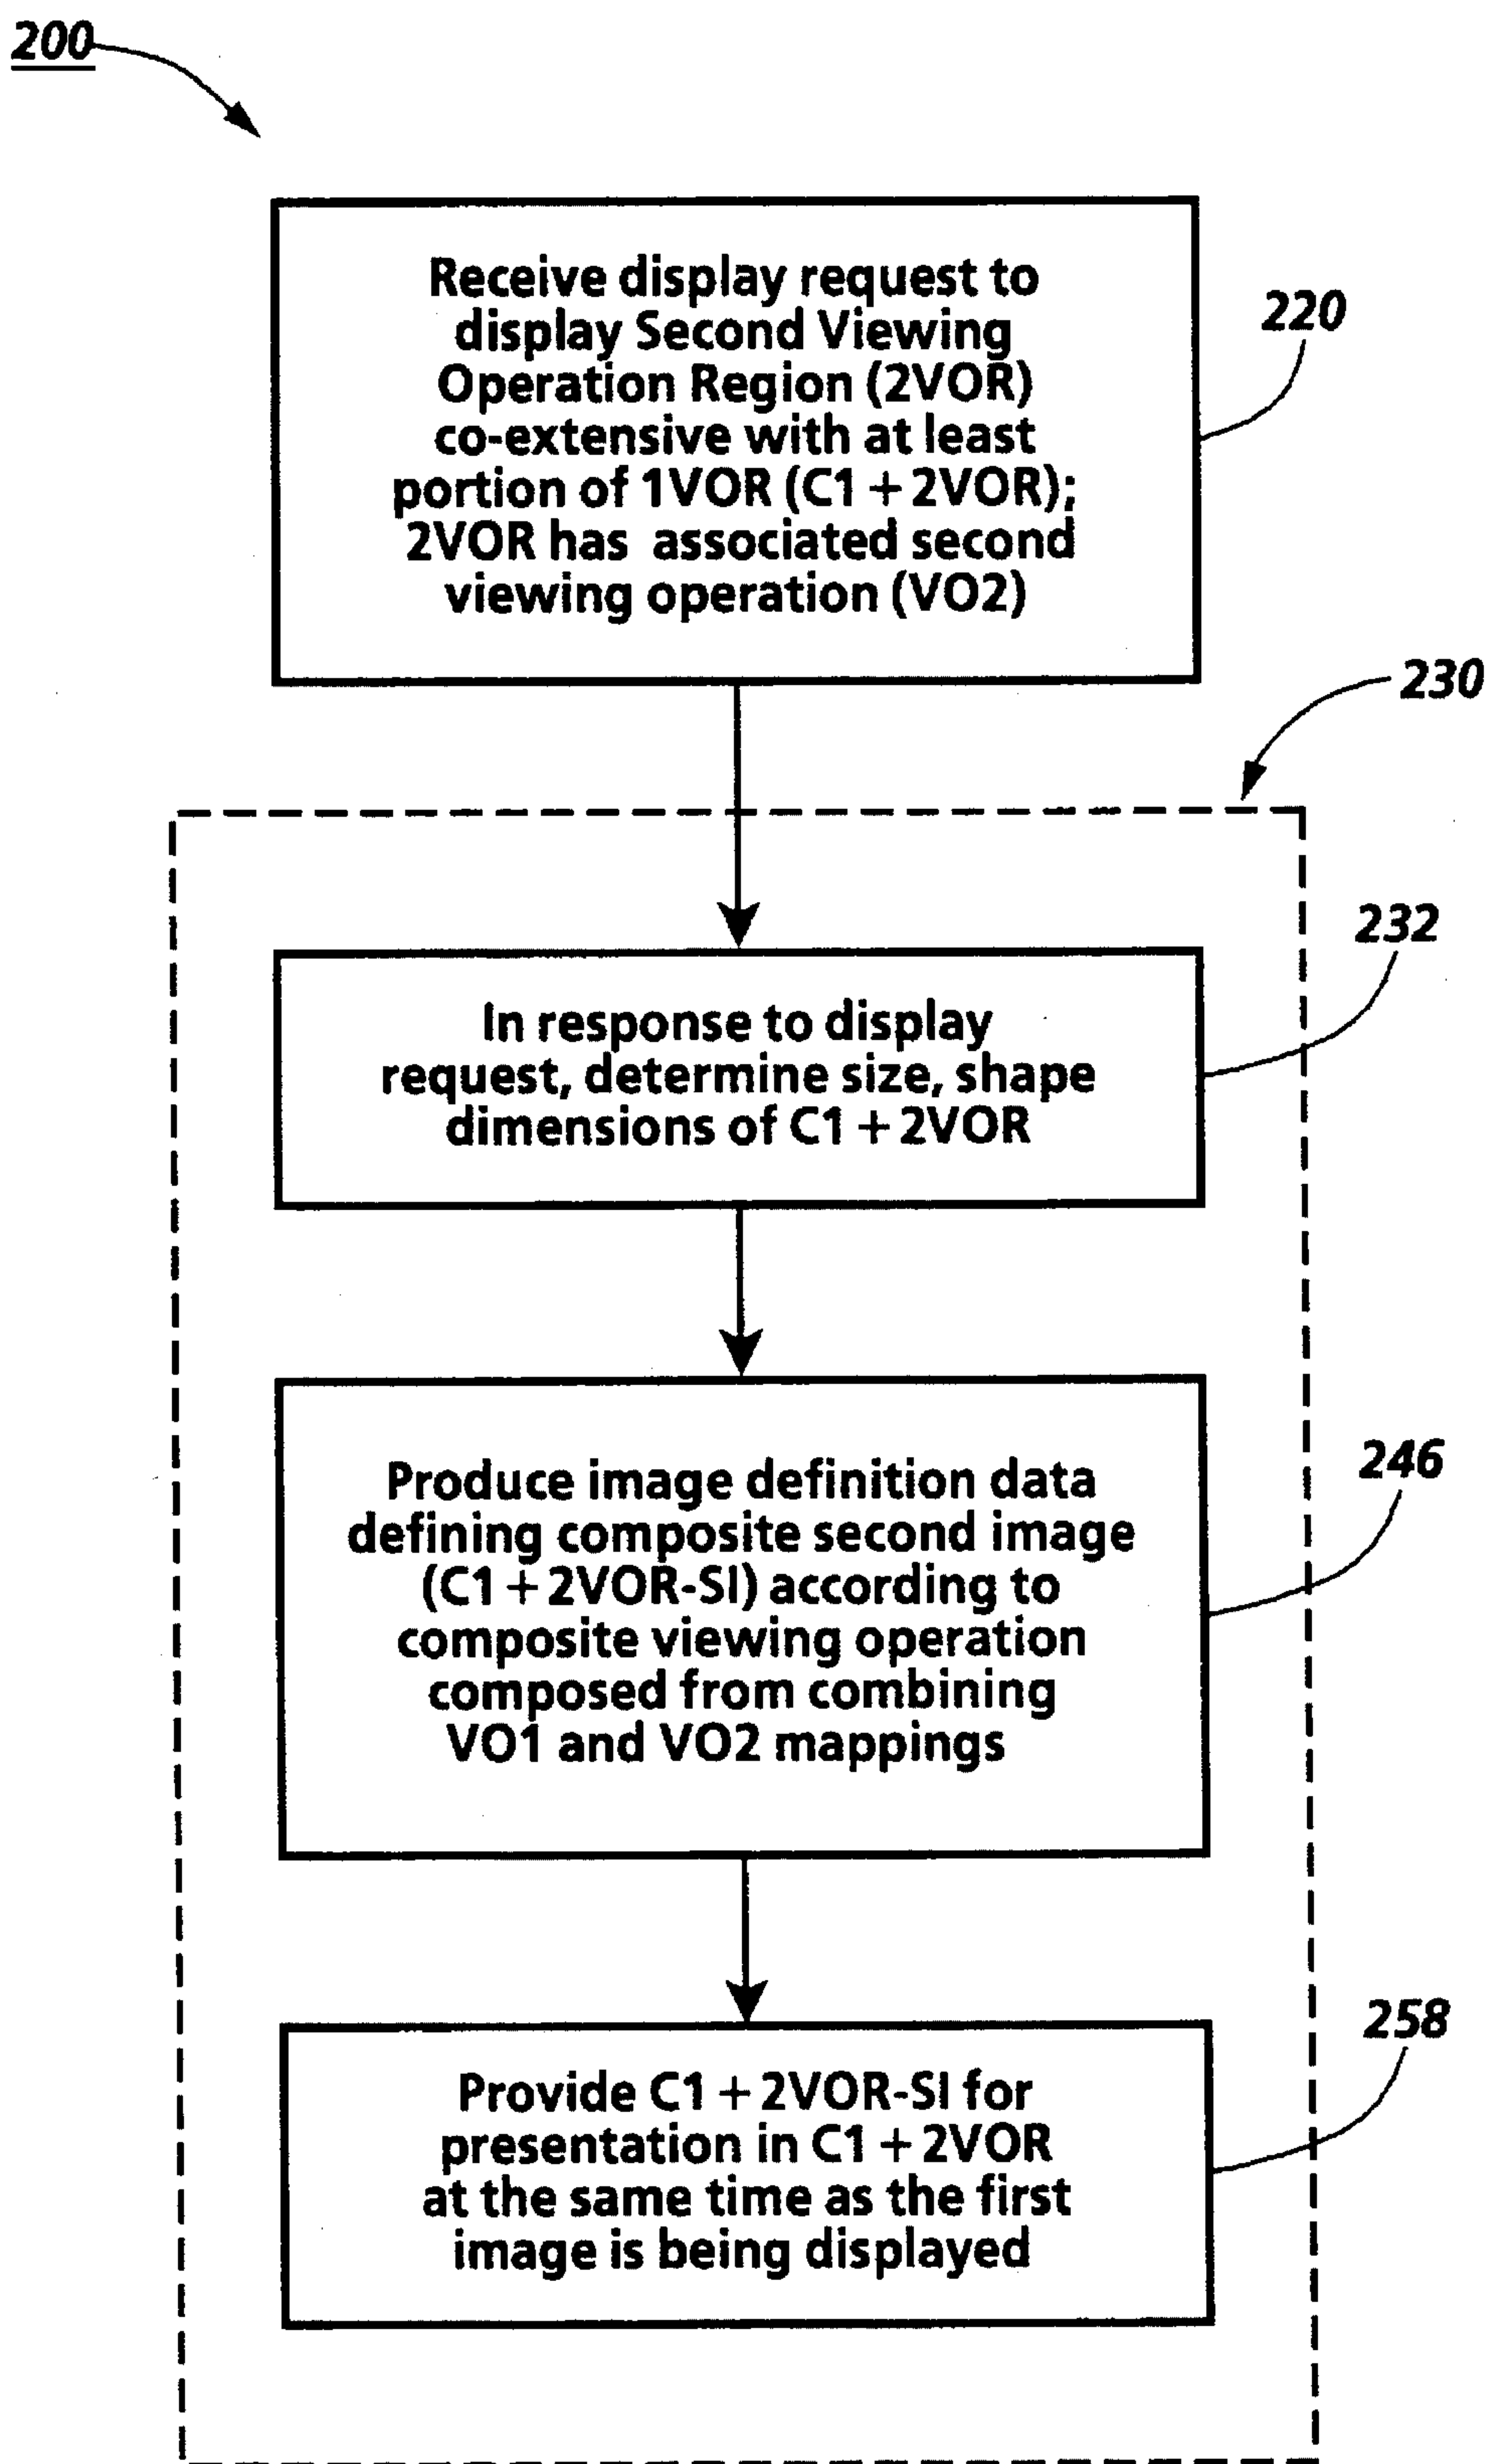 200
Receive display request to
display Second Viewing
Operation Region (2VOR)
co-extensive with at least
portion of 1VOR (C1 + 2VOR);
2VOR has associated second
viewing operation (VO2)
220
230
232
In response to display
request, determine size, shape
dimensions of C1 + 2VOR
246
Produce image definition data
defining composite second image
(C1 + 2VOR-SI) according to
composite viewing operation
composed from combining
VO1 and VO2 mappings
258
Provide C1 + 2VOR-SI for
presentation in C1 + 2VOR
at the same time as the first
image is being displayed